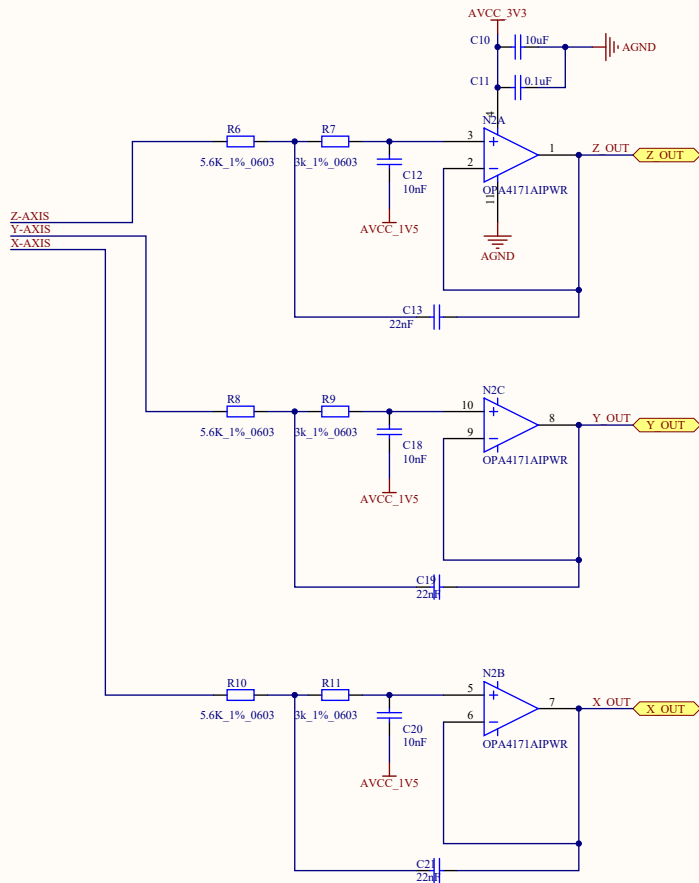 AVCC_3V3
C10 10uF
AGND
C11 0.1uF
4
N2A
R6 R7
5.6K_1%_0603 3k_1%_0603
3
2
1
Z_OUT
Z_OUT
C12
10nF
OPA4171AIPWR
11
AVCC_1V5
AGND
Z-AXIS
Y-AXIS
X-AXIS
C13
22nF
N2C
R8 R9
5.6K_1%_0603 3k_1%_0603
10
9
8
Y_OUT
Y_OUT
C18
10nF
OPA4171AIPWR
AVCC_1V5
C19
22nF
N2B
R10 R11
5.6K_1%_0603 3k_1%_0603
5
6
7
X_OUT
X_OUT
C20
10nF
OPA4171AIPWR
AVCC_1V5
C21
22nF